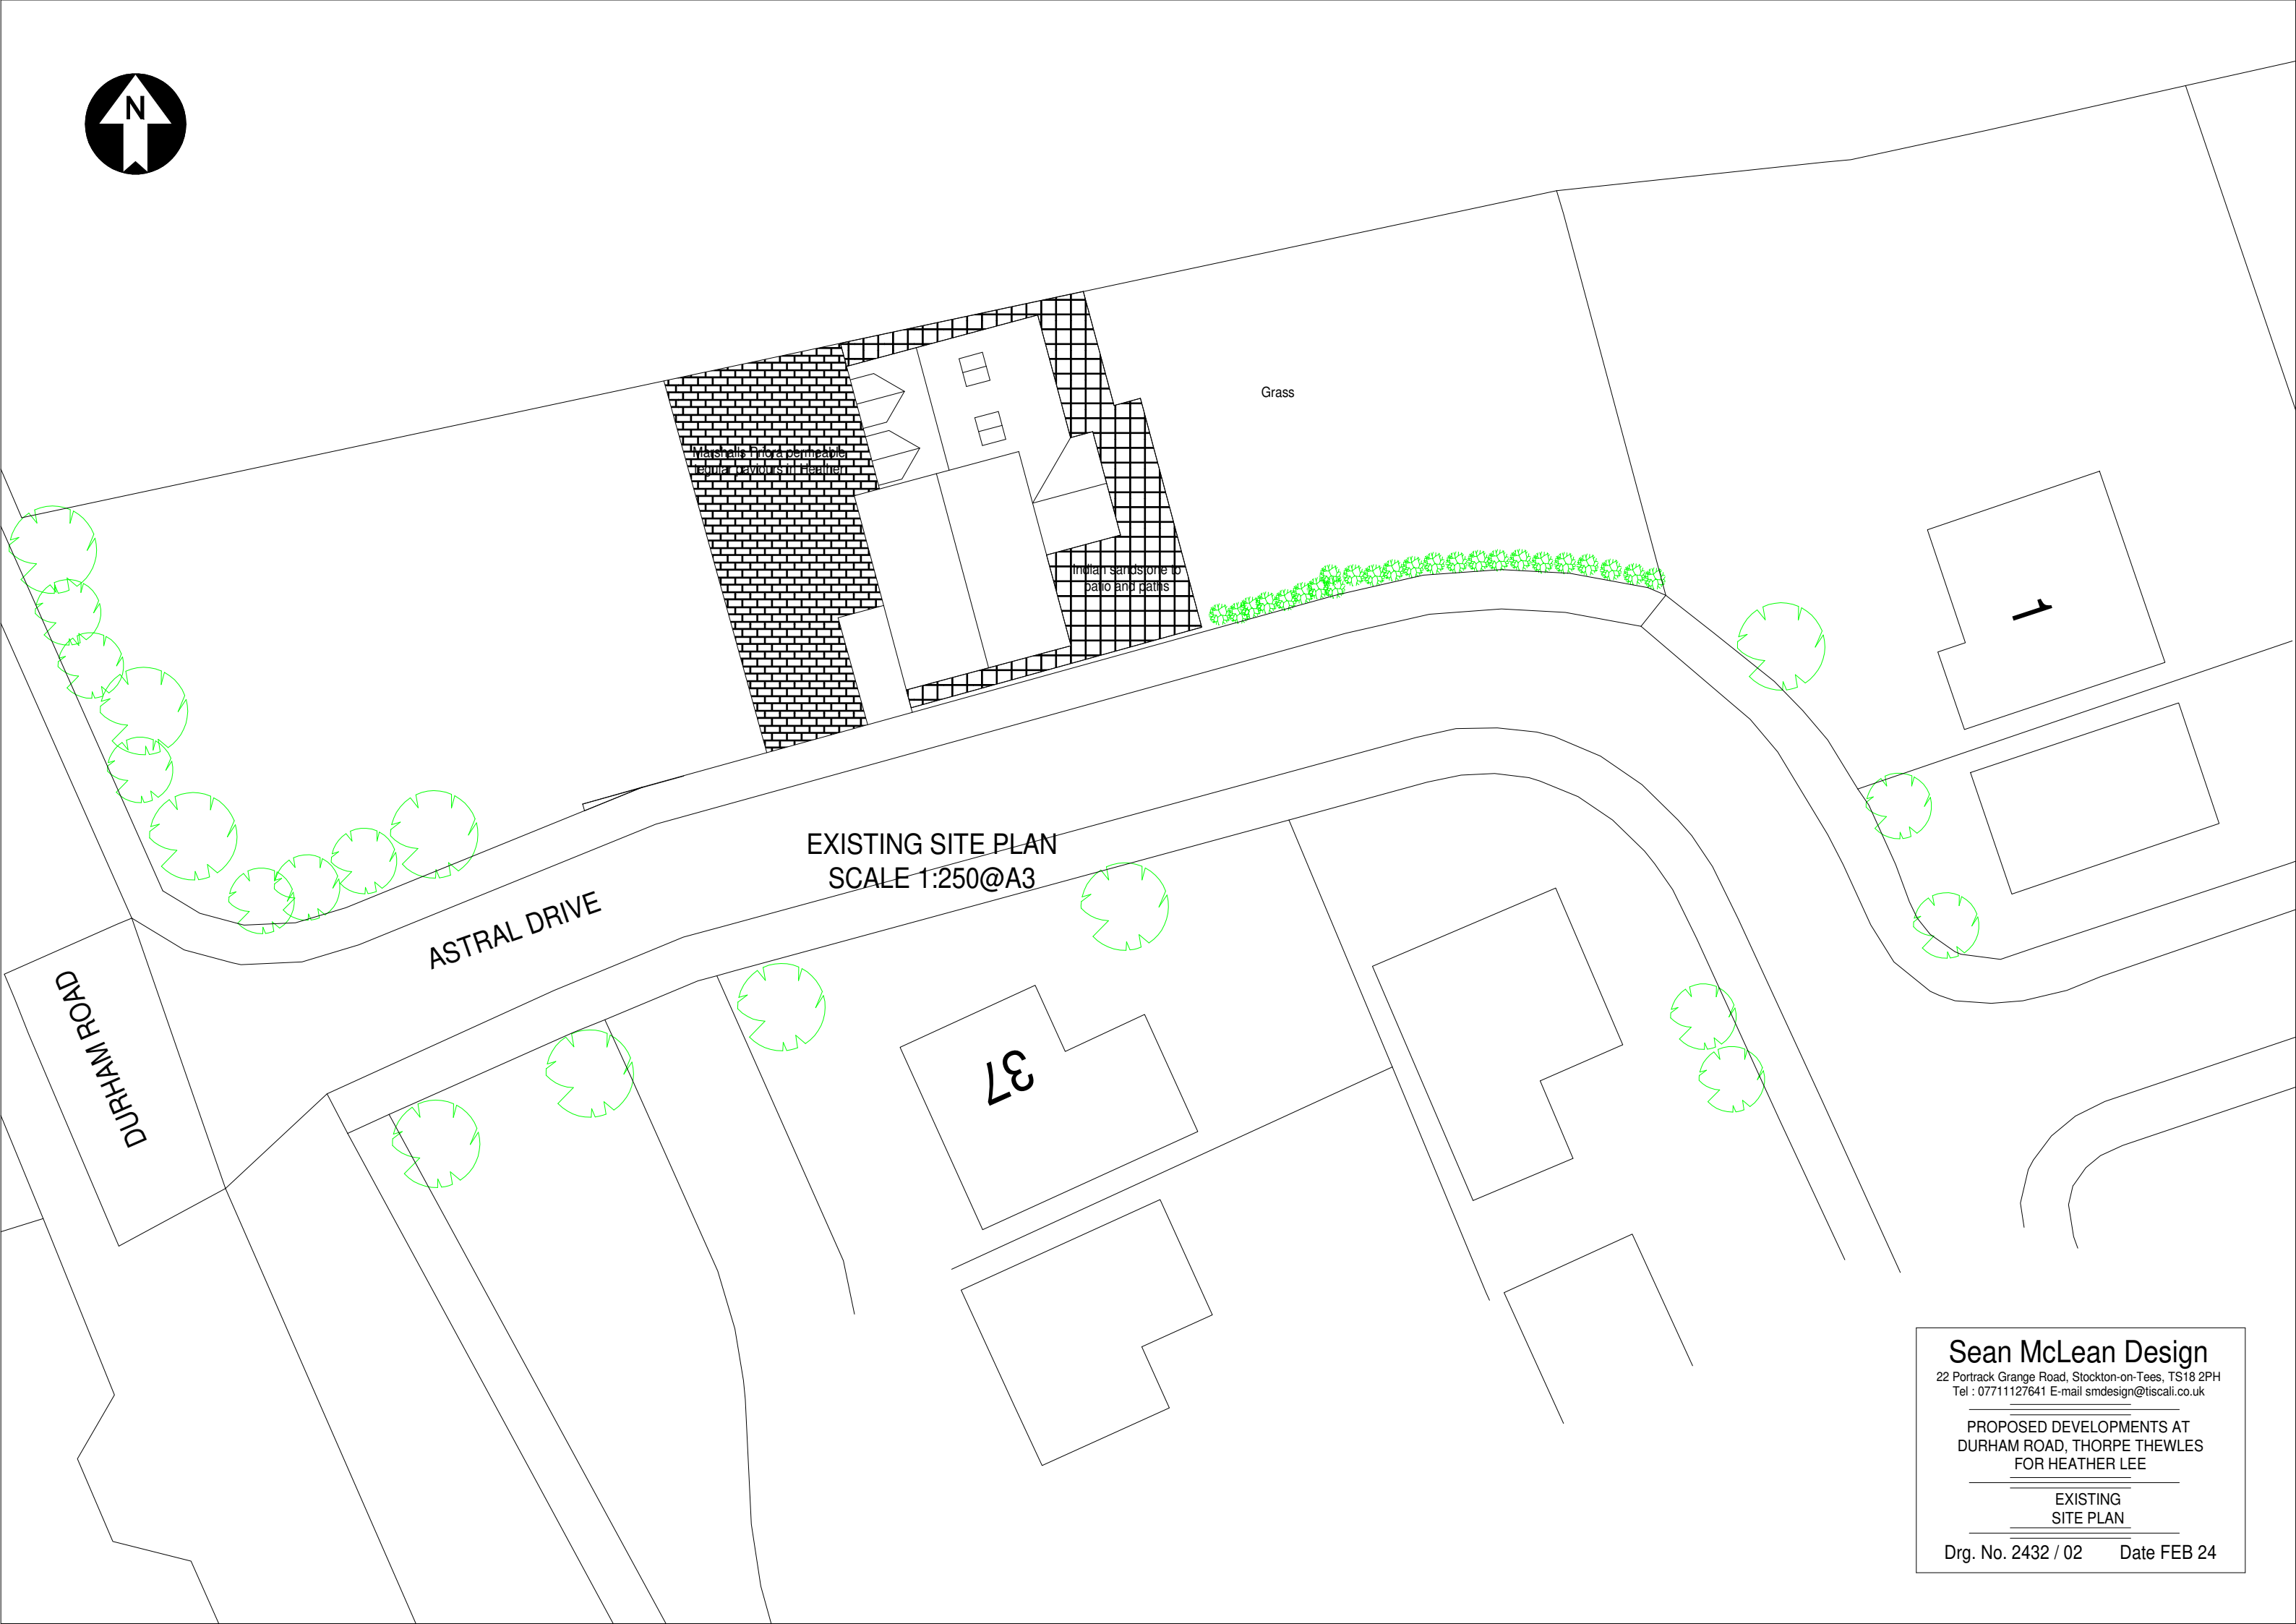 N
Grass
Marshalls Priora permeable
regular paviours in Heather
Indian sandstone to
patio and paths
1
EXISTING SITE PLAN
SCALE 1:250@A3
ASTRAL DRIVE
DURHAM ROAD
37
Sean McLean Design
22 Portrack Grange Road, Stockton-on-Tees, TS18 2PH
Tel : 07711127641 E-mail smdesign@tiscali.co.uk
PROPOSED DEVELOPMENTS AT
DURHAM ROAD, THORPE THEWLES
FOR HEATHER LEE
EXISTING
SITE PLAN
Drg. No. 2432 / 02 Date FEB 24